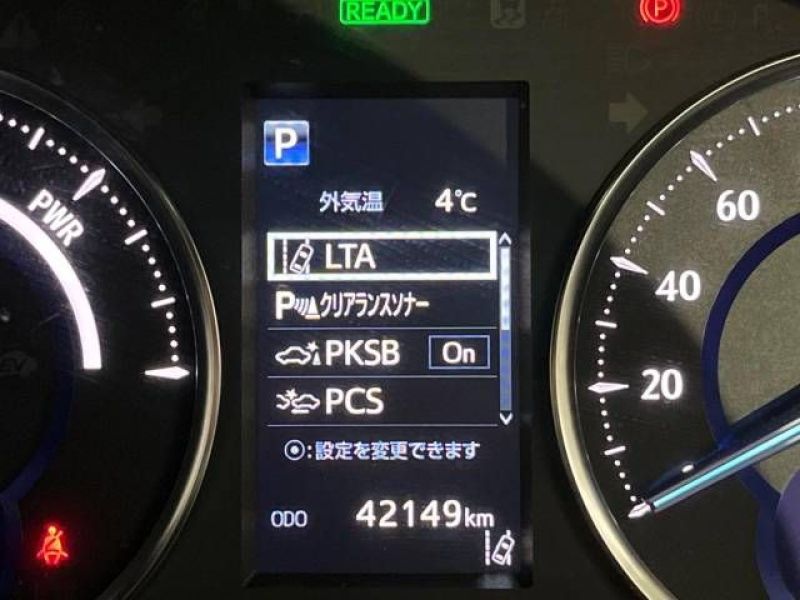 READY
P
P
外気温 4℃
PWR
LTA
60
Pクリアランスソナー
40
PKSB On
20
PCS
:設定を変更できます
ODO 42149km